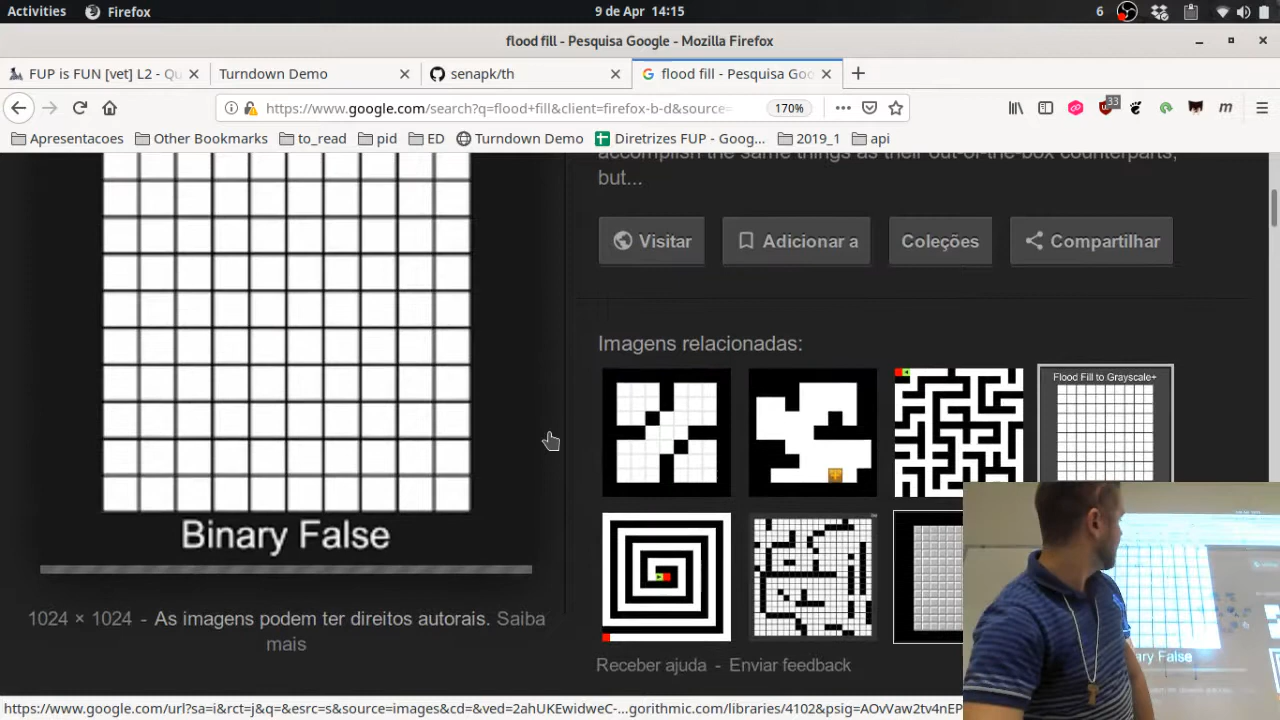 Activities Firefox 9 de Apr 14:15 6
flood fill - Pesquisa Google - Mozilla Firefox
FUP is FUN [vet] L2 - Qu Turndown Demo senapk/th flood fill - Pesquisa Goo
https://www.google.com/search?q=flood+fill&client=firefox-b-d&source= 170% 33
Apresentacoes Other Bookmarks to_read pid ED Turndown Demo Diretrizes FUP - Goog... 2019_1 api
accomplish the same things as their out-of-the-box counterparts,
but...
Visitar Adicionar a Coleções Compartilhar
Imagens relacionadas:
Flood Fill to Grayscale+
Binary False
1024 × 1024 - As imagens podem ter direitos autorais. Saiba
mais
Receber ajuda - Enviar feedback
https://www.google.com/url?sa=i&rct=j&q=&esrc=s&source=images&cd=&ved=2ahUKEwidweC-...gorithmic.com/libraries/4102&psig=AOvVaw2tv4nEP